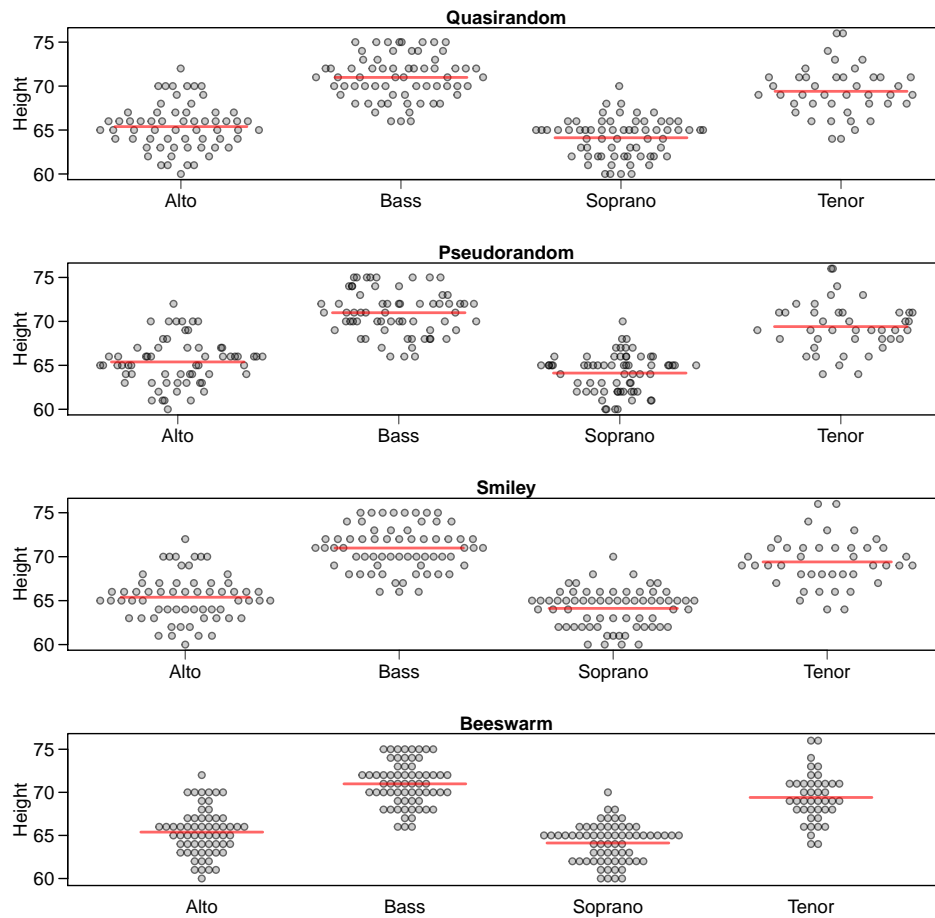 Quasirandom
75
70
65
60
Height
Alto Bass Soprano Tenor
Pseudorandom
75
70
65
60
Height
Alto Bass Soprano Tenor
Smiley
75
70
65
60
Height
Alto Bass Soprano Tenor
Beeswarm
75
70
65
60
Height
Alto Bass Soprano Tenor